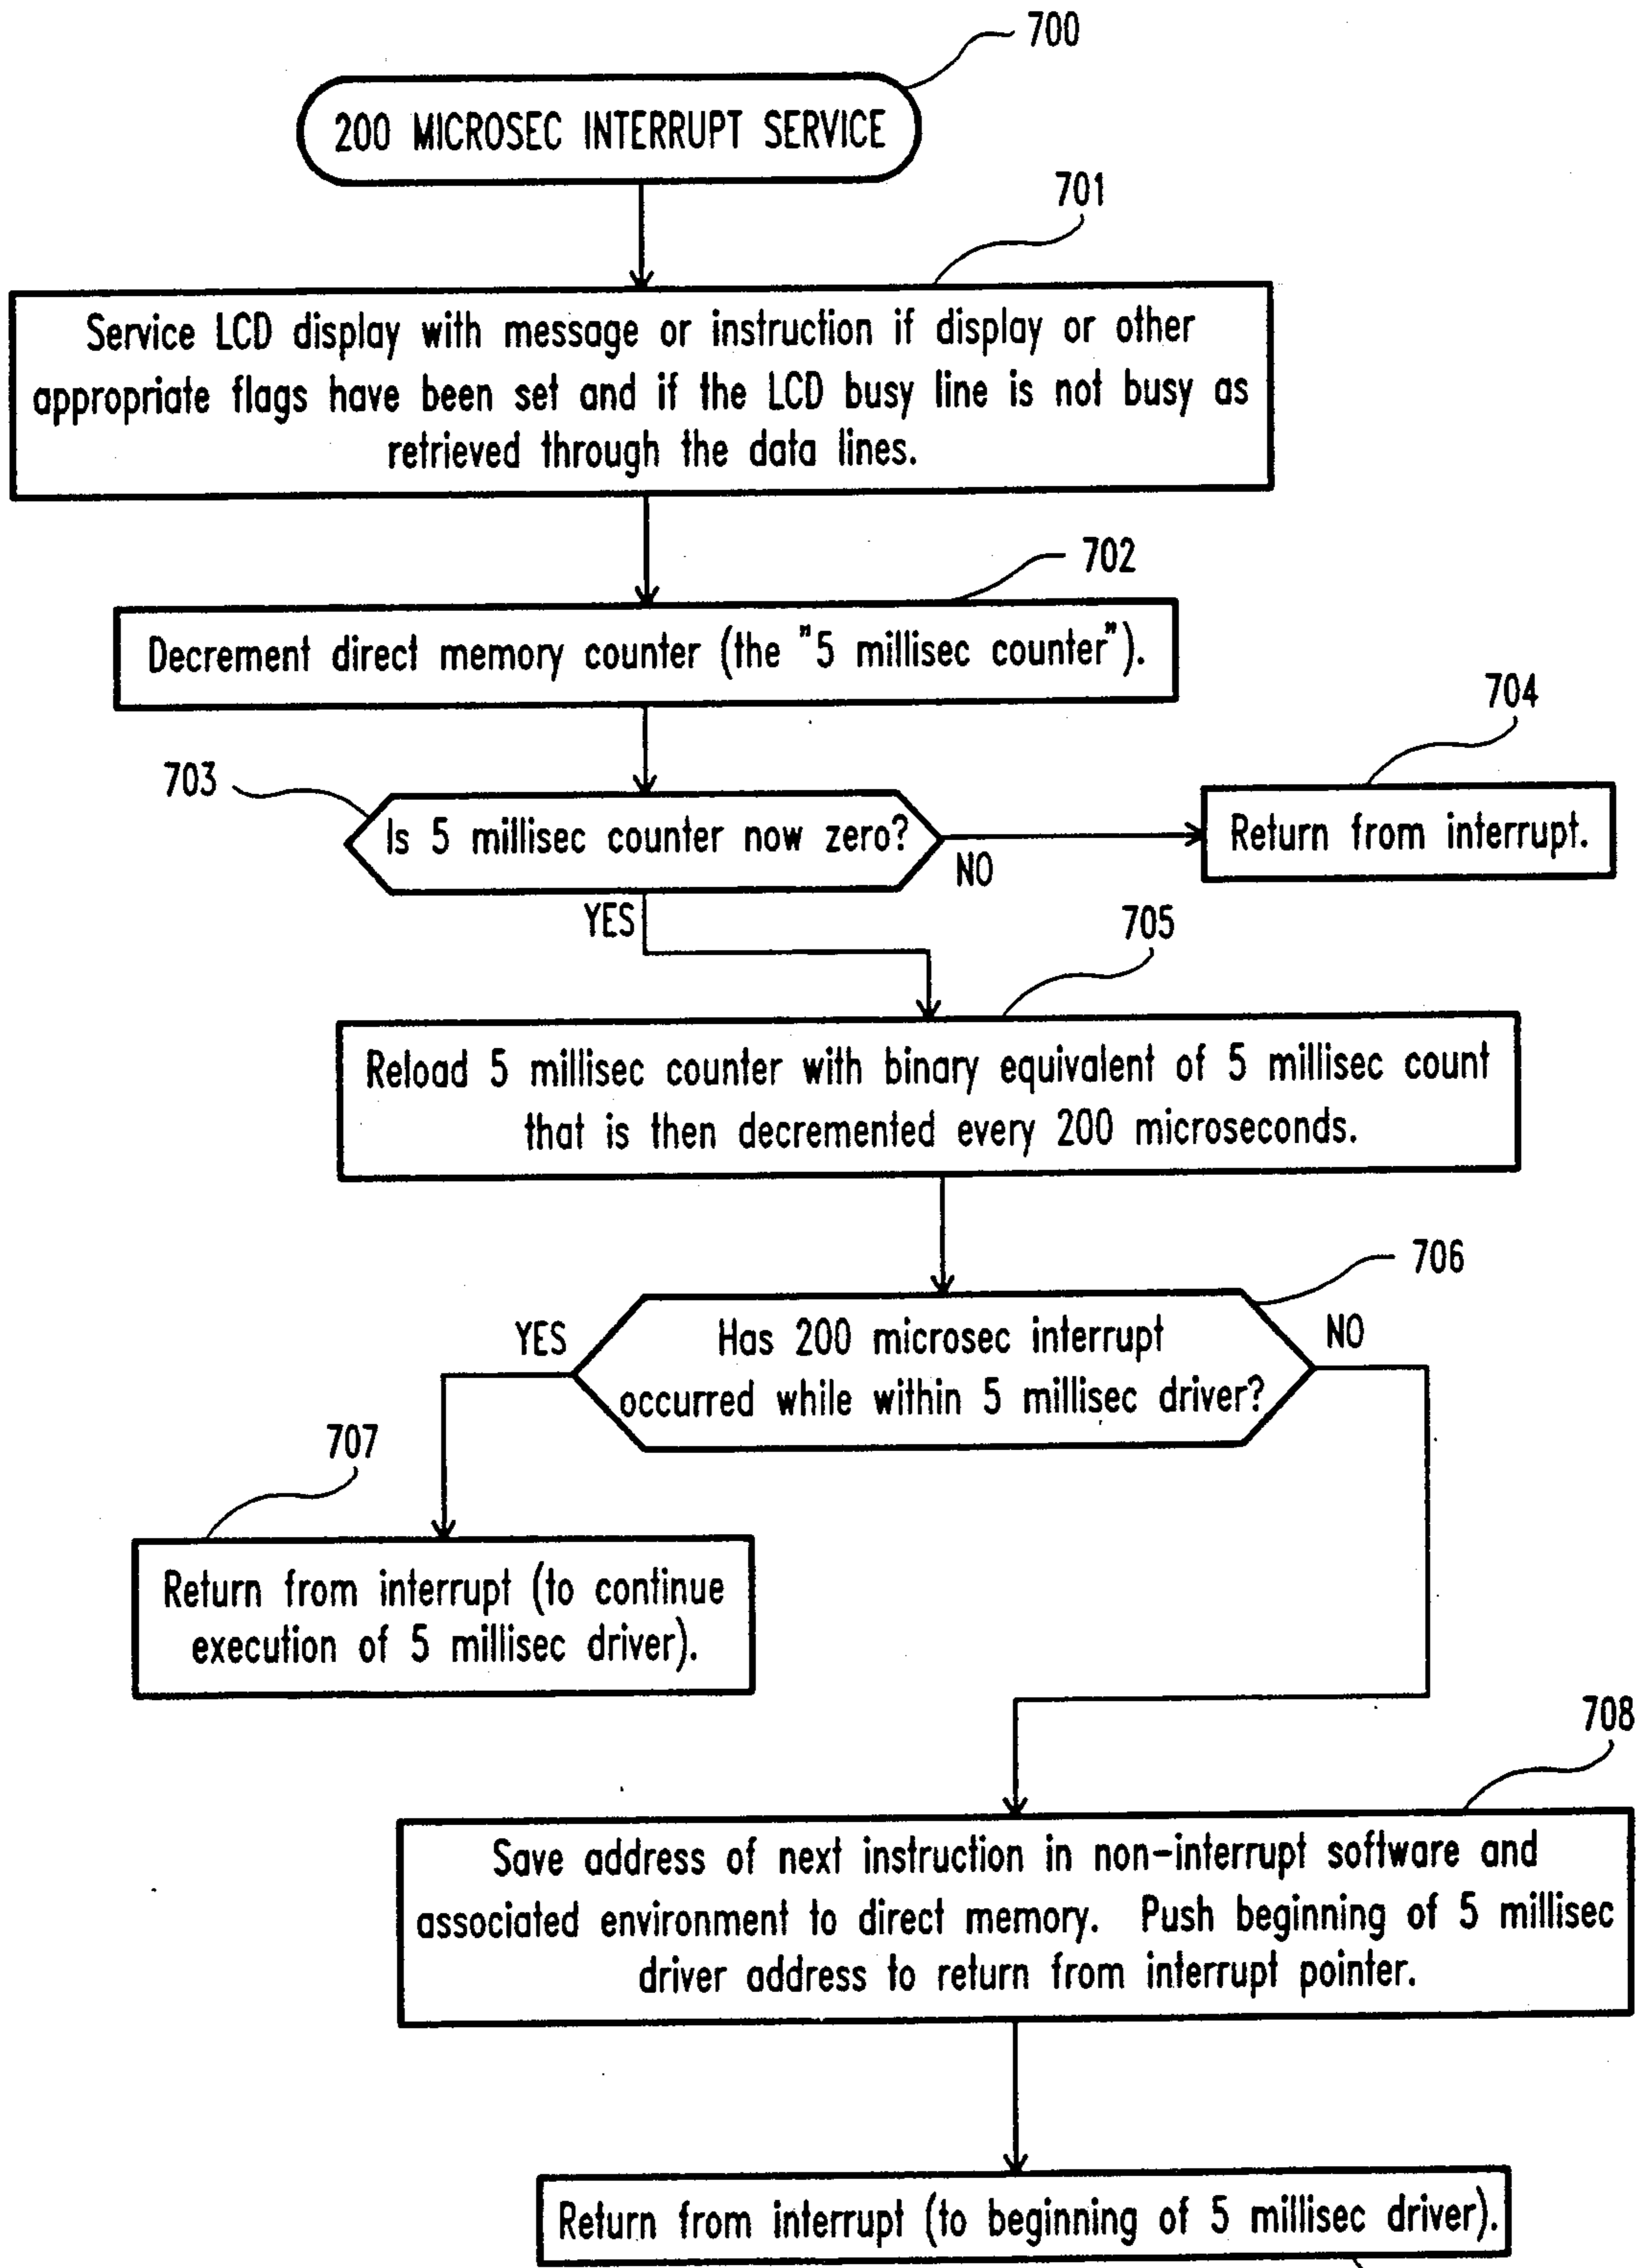 700
200 MICROSEC INTERRUPT SERVICE
701
Service LCD display with message or instruction if display or other
appropriate flags have been set and if the LCD busy line is not busy as
retrieved through the data lines.
702
Decrement direct memory counter (the "5 millisec counter").
703
Is 5 millisec counter now zero?
NO
704
Return from interrupt.
YES
705
Reload 5 millisec counter with binary equivalent of 5 millisec count
that is then decremented every 200 microseconds.
706
YES
Has 200 microsec interrupt
occurred while within 5 millisec driver?
NO
707
Return from interrupt (to continue
execution of 5 millisec driver).
708
Save address of next instruction in non-interrupt software and
associated environment to direct memory. Push beginning of 5 millisec
driver address to return from interrupt pointer.
Return from interrupt (to beginning of 5 millisec driver).